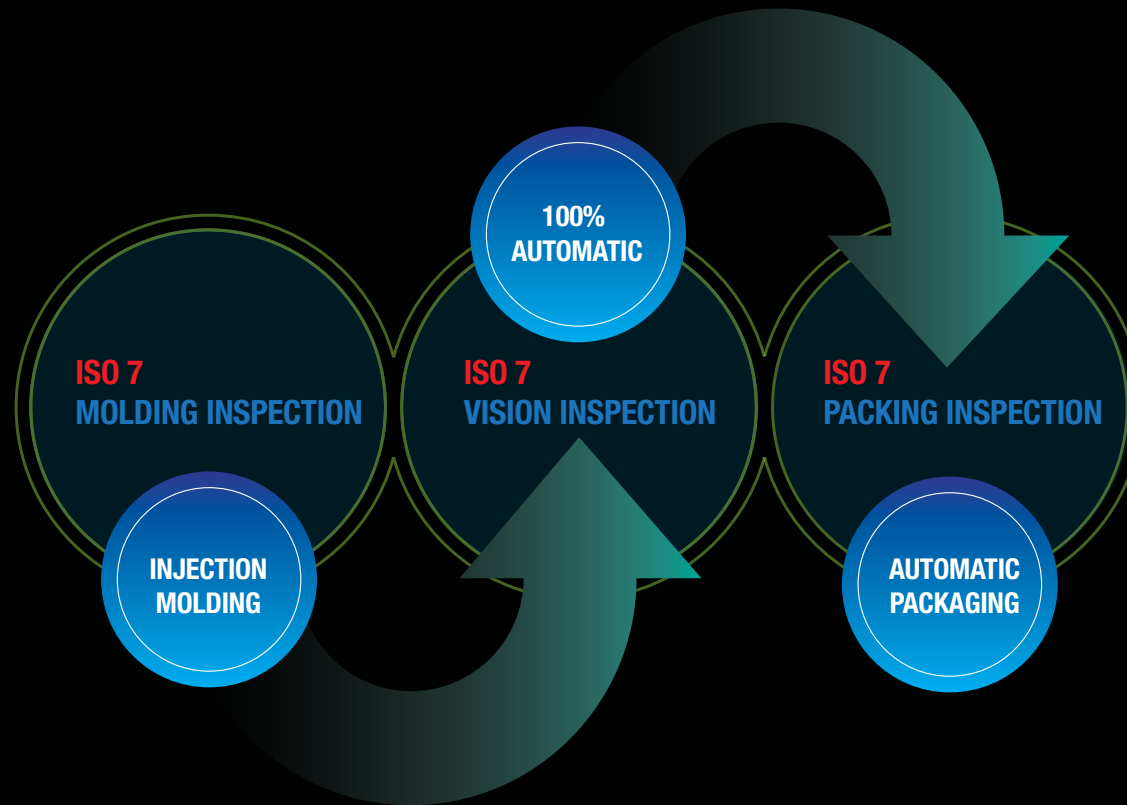 100%
AUTOMATIC
ISO 7
MOLDING INSPECTION
ISO 7
VISION INSPECTION
ISO 7
PACKING INSPECTION
INJECTION
MOLDING
AUTOMATIC
PACKAGING